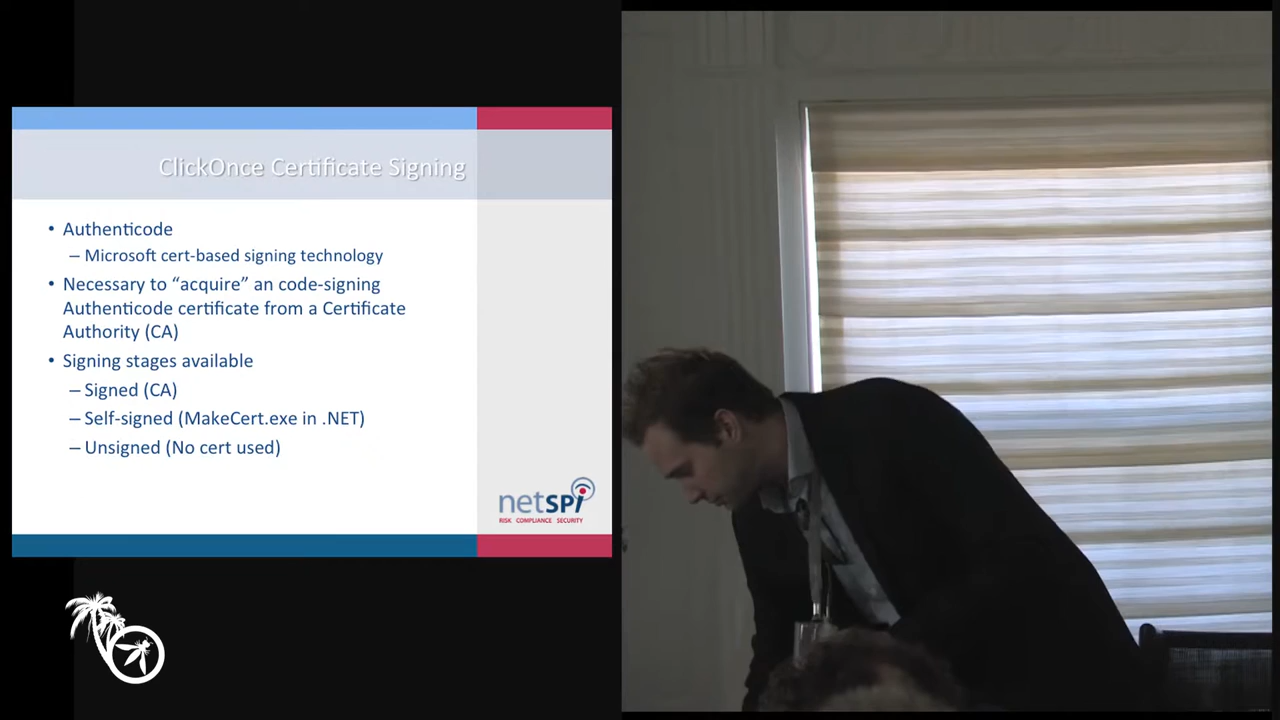 ClickOnce Certificate Signing
• Authenticode
– Microsoft cert-based signing technology
• Necessary to “acquire” an code-signing
Authenticode certificate from a Certificate
Authority (CA)
• Signing stages available
– Signed (CA)
– Self-signed (MakeCert.exe in .NET)
– Unsigned (No cert used)
netSPI
RISK COMPLIANCE SECURITY